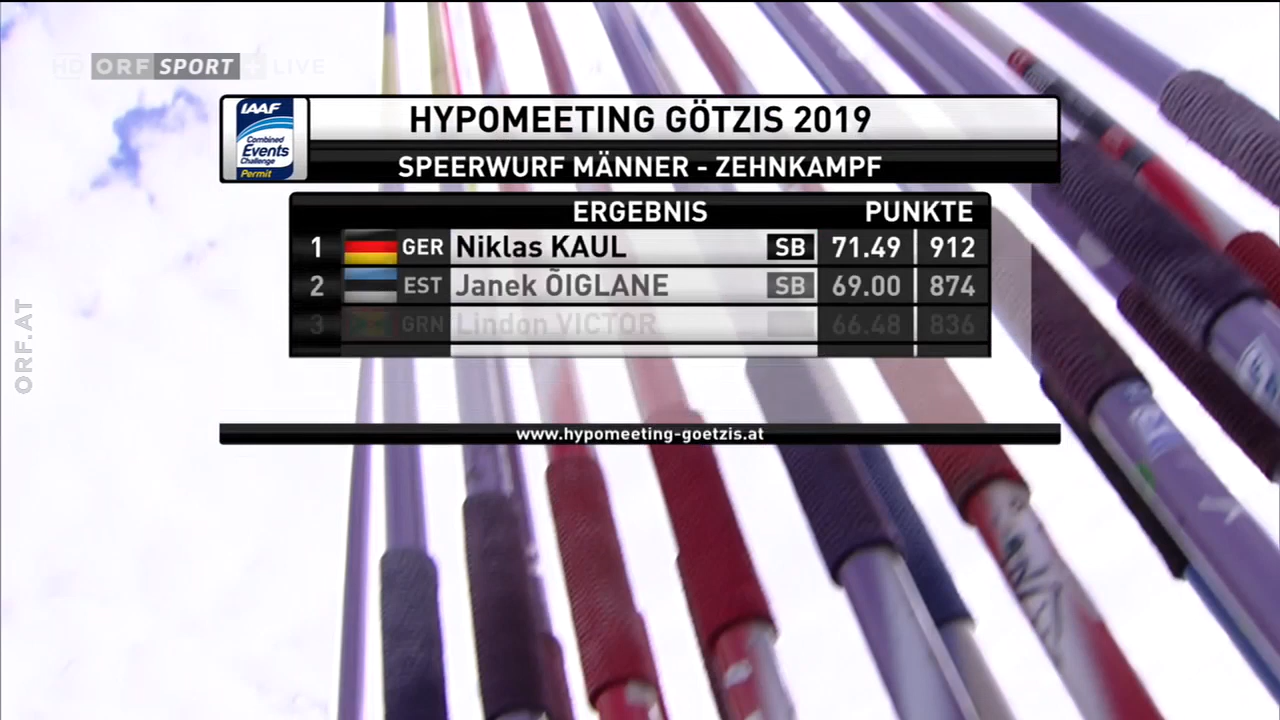 HD ORF SPORT + LIVE
IAAF
Combined
Events
Challenge
Permit
HYPOMEETING GÖTZIS 2019
SPEERWURF MÄNNER - ZEHNKAMPF
ERGEBNIS PUNKTE
1 GER Niklas KAUL SB 71.49 912
2 EST Janek ÕIGLANE SB 69.00 874
3 GRN Lindon VICTOR 66.48 836
www.hypomeeting-goetzis.at
ORF.AT